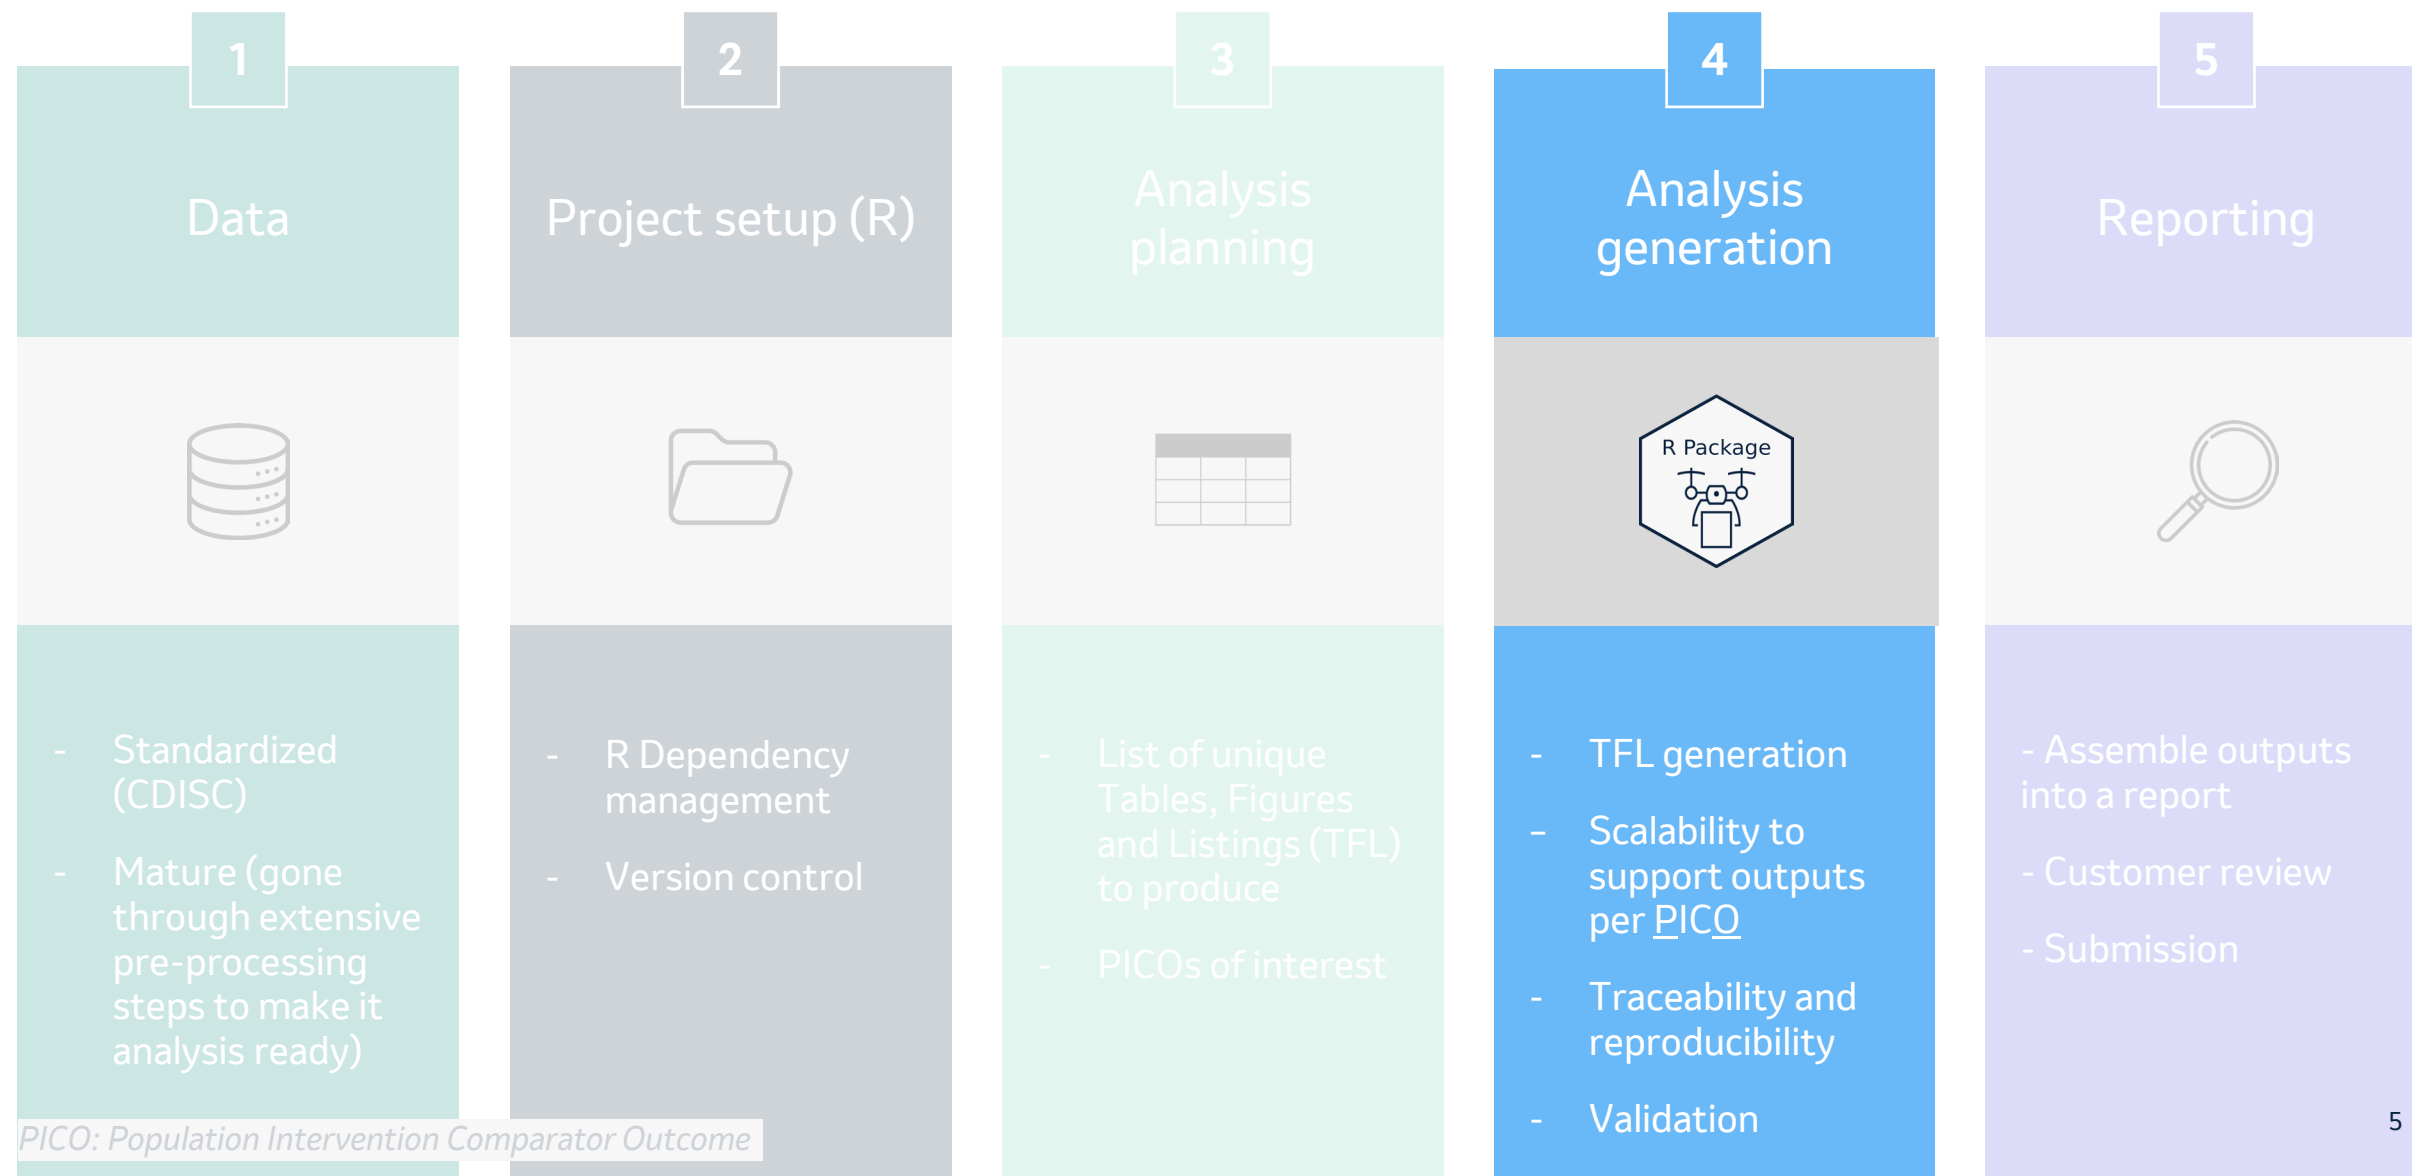 1
Data
- Standardized
(CDISC)
- Mature (gone
through extensive
pre-processing
steps to make it
analysis ready)
2
Project setup (R)
- R Dependency
management
- Version control
3
Analysis
planning
- List of unique
Tables, Figures
and Listings (TFL)
to produce
- PICOs of interest
4
Analysis
generation
R Package
- TFL generation
- Scalability to
support outputs
per PICO
- Traceability and
reproducibility
- Validation
5
Reporting
- Assemble outputs
into a report
- Customer review
- Submission
PICO: Population Intervention Comparator Outcome
5